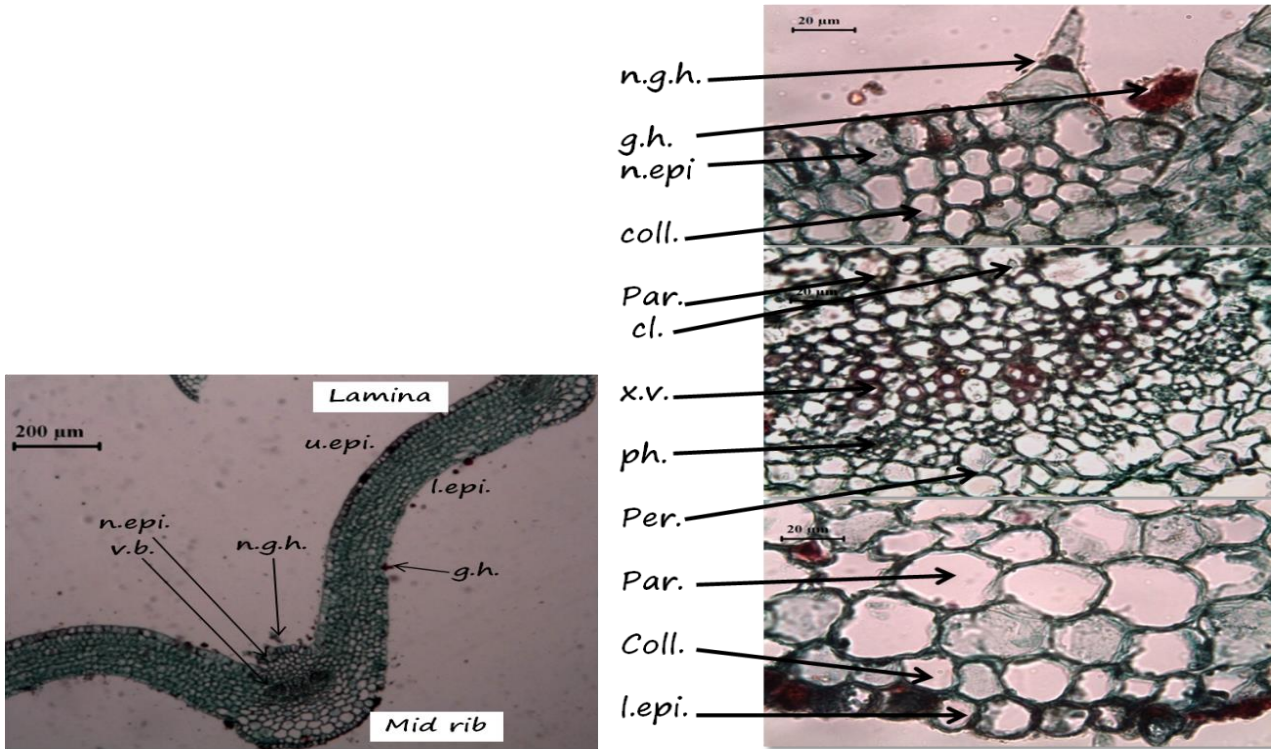 Lamina
200 µm
u.epi.
l.epi.
n.epi.
v.b.
n.g.h.
g.h.
Mid rib
20 µm
n.g.h.
g.h.
n.epi
coll.
Par.
20 µm
cl.
x.v.
ph.
Per.
20 µm
Par.
Coll.
l.epi.